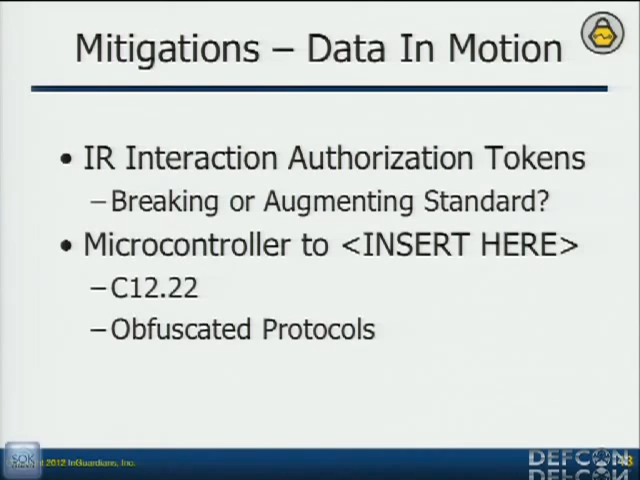 Mitigations – Data In Motion
• IR Interaction Authorization Tokens
–Breaking or Augmenting Standard?
• Microcontroller to <INSERT HERE>
–C12.22
–Obfuscated Protocols
SOK
2012 InGuardians, Inc.
DEFCON